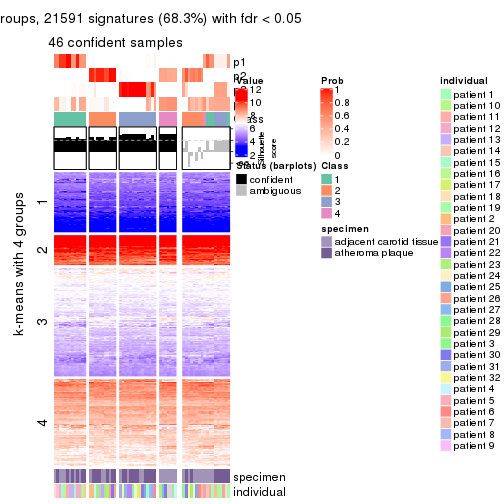 roups, 21591 signatures (68.3%) with fdr < 0.05
46 confident samples
p1
p2
Value
12
10
8
6
4
2
0
Prob
1
0.8
0.6
0.4
0.2
0
Silhouette
score
Status (barplots)
confident
ambiguous
Class
1
2
3
4
specimen
adjacent carotid tissue
atheroma plaque
individual
patient 1
patient 10
patient 11
patient 12
patient 13
patient 14
patient 15
patient 16
patient 17
patient 18
patient 19
patient 2
patient 20
patient 21
patient 22
patient 23
patient 24
patient 25
patient 26
patient 27
patient 28
patient 29
patient 3
patient 30
patient 31
patient 32
patient 4
patient 5
patient 6
patient 7
patient 8
patient 9
k-means with 4 groups
1
2
3
4
specimen
individual